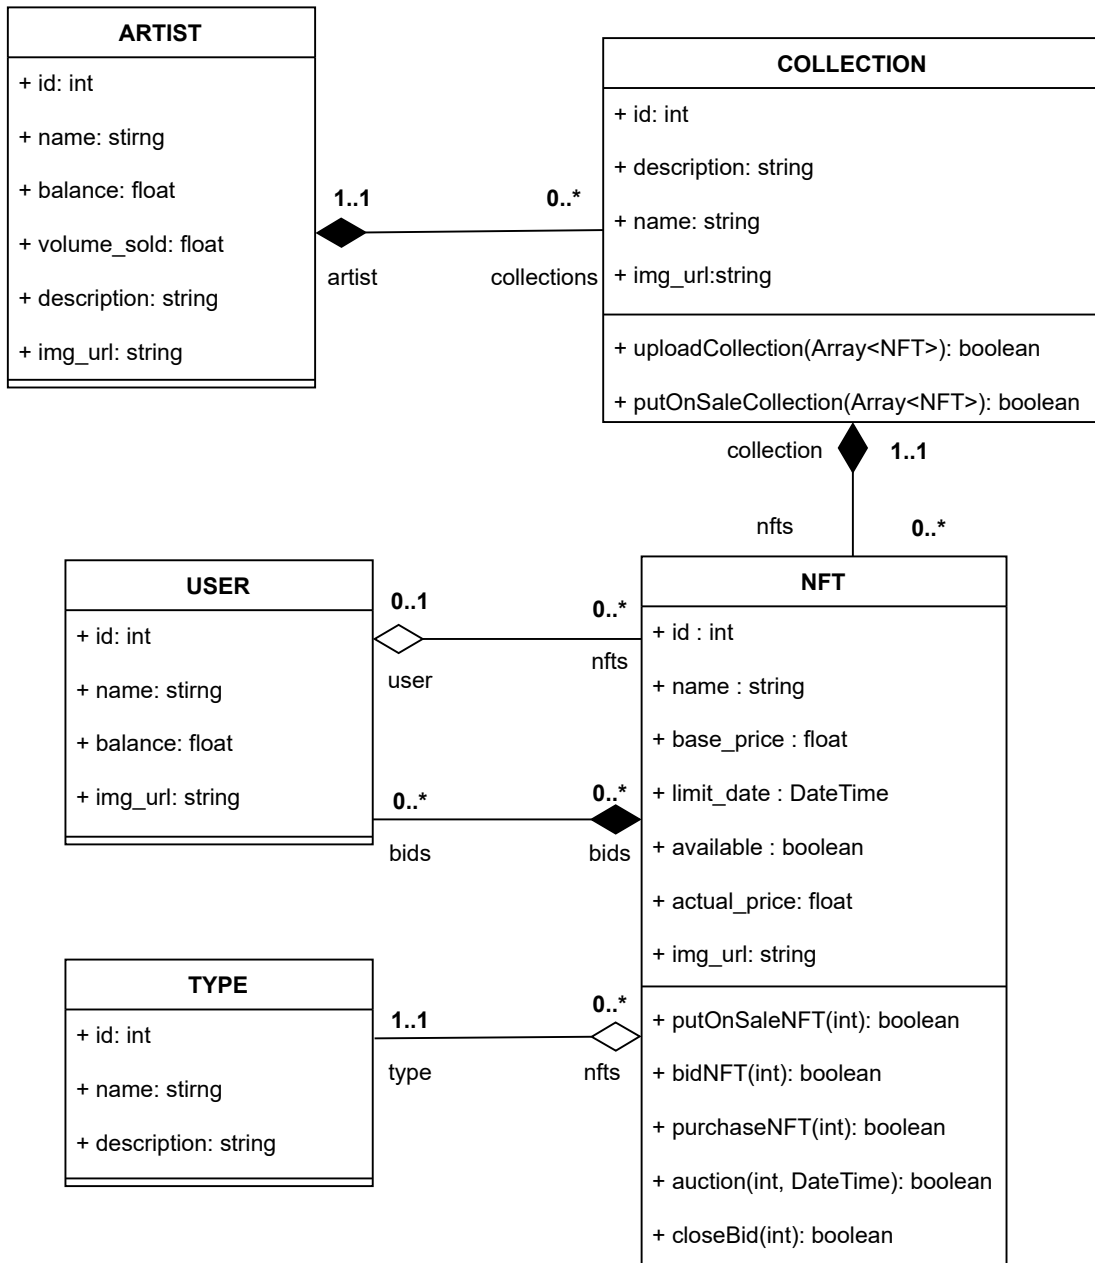 ARTIST
+ id: int
+ name: stirng
+ balance: float
+ volume_sold: float
+ description: string
+ img_url: string
1..1
0..*
artist
collections
COLLECTION
+ id: int
+ description: string
+ name: string
+ img_url:string
+ uploadCollection(Array<NFT>): boolean
+ putOnSaleCollection(Array<NFT>): boolean
collection
1..1
nfts
0..*
USER
+ id: int
+ name: stirng
+ balance: float
+ img_url: string
0..1
0..*
user
nfts
0..*
0..*
bids
bids
NFT
+ id : int
+ name : string
+ base_price : float
+ limit_date : DateTime
+ available : boolean
+ actual_price: float
+ img_url: string
+ putOnSaleNFT(int): boolean
+ bidNFT(int): boolean
+ purchaseNFT(int): boolean
+ auction(int, DateTime): boolean
+ closeBid(int): boolean
TYPE
+ id: int
+ name: stirng
+ description: string
1..1
0..*
type
nfts